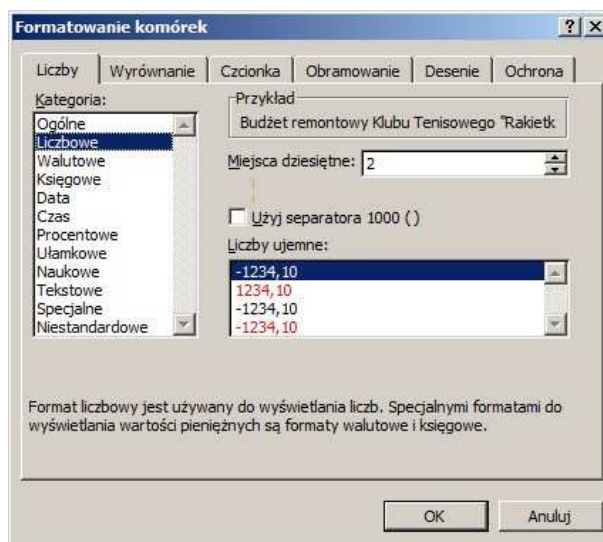 Formatowanie komórek
Liczby Wyrównanie Czcionka Obramowanie Desenie Ochrona
Kategoria:
Ogólne
Liczbowe
Walutowe
Księgowe
Data
Czas
Procentowe
Ułamkowe
Naukowe
Tekstowe
Specjalne
Niestandardowe
Przykład
Budżet remontowy Klubu Tenisowego "Rakietk
Miejsca dziesiętne: 2
Użyj separatora 1000 ( )
Liczby ujemne:
-1234,10
1234,10
-1234,10
-1234,10
Format liczbowy jest używany do wyświetlania liczb. Specjalnymi formatami do
wyświetlania wartości pieniężnych są formaty walutowe i księgowe.
OK Anuluj